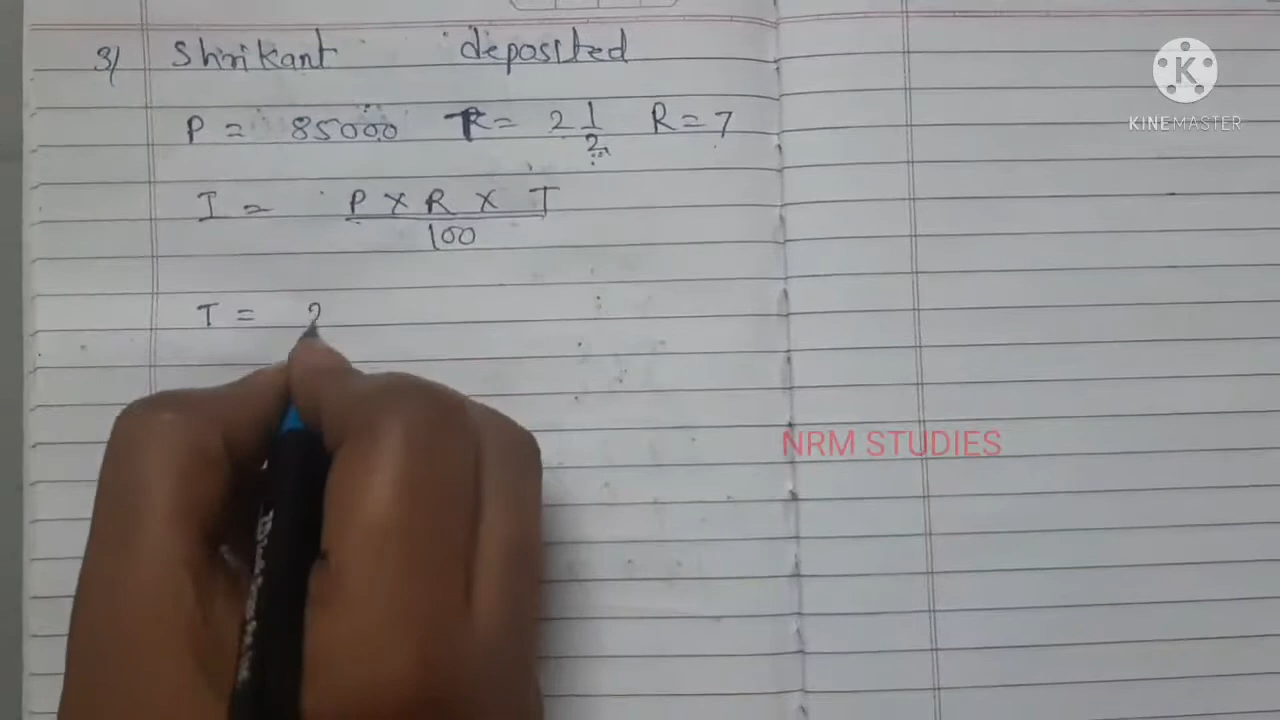 3) Shrikant deposited
P = 85000 R = 2 1/2 R = 7
I = P × R × T / 100
T = 2
KINEMASTER
NRM STUDIES